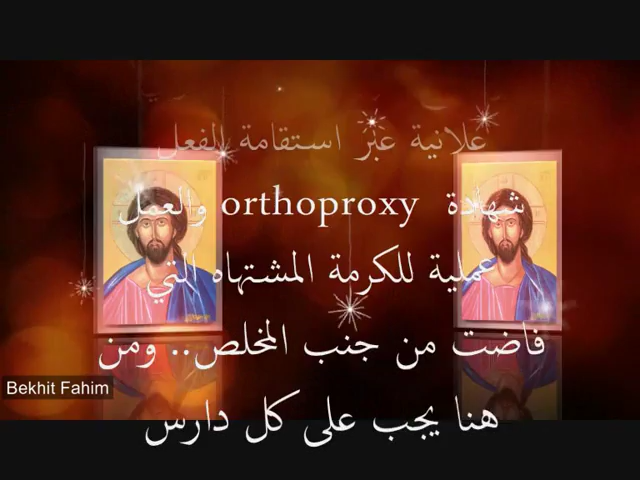 علانية عبر استقامة الفعل
والعمل orthoproxy شهادة
عملية للكرمة المشتهاه التي
فاضت من جنب المخلص.. ومن
هنا يجب على كل دارس
Bekhit Fahim